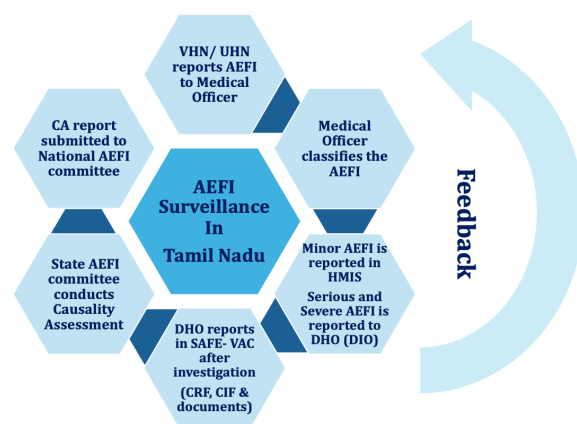 VHN/ UHN
reports AEFI
to Medical
Officer
CA report
submitted to
National AEFI
committee
Medical
Officer
classifies the
AEFI
AEFI
Surveillance
In
Tamil Nadu
State AEFI
committee
conducts
Causality
Assessment
Minor AEFI is
reported in
HMIS
Serious and
Severe AEFI is
reported to
DHO (DIO)
DHO reports
in SAFE- VAC
after
investigation
(CRF, CIF &
documents)
Feedback